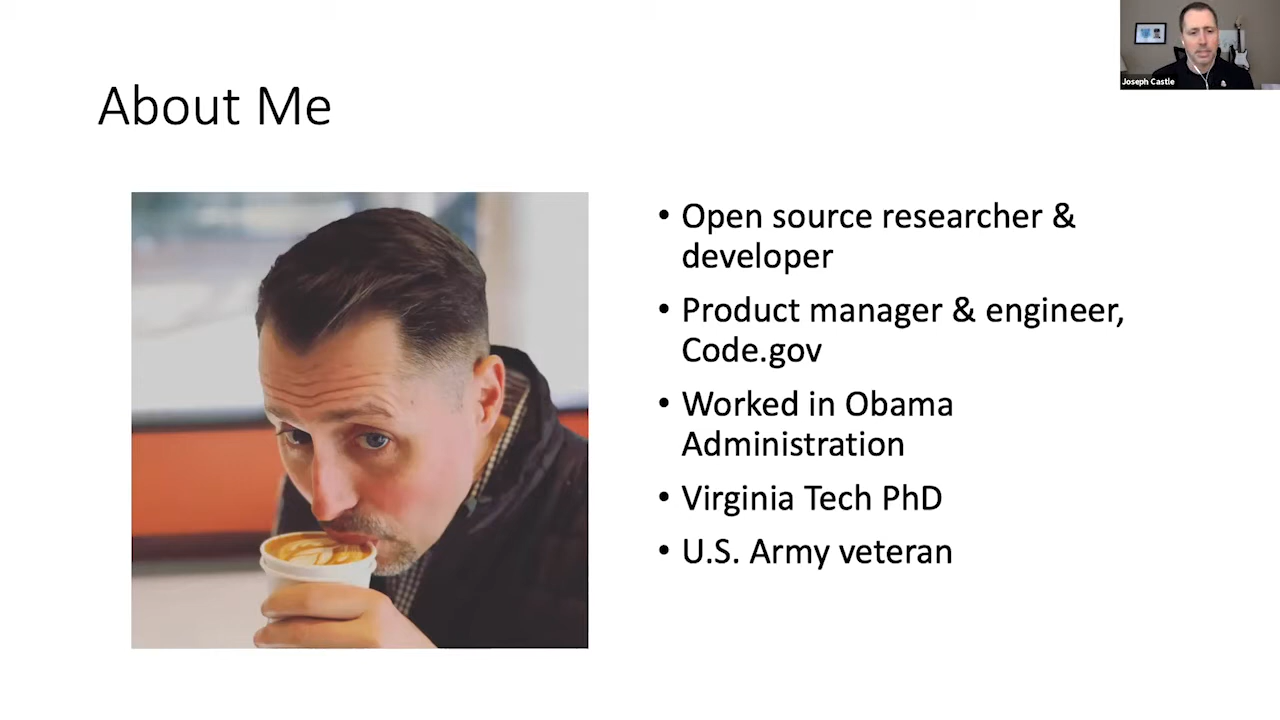 Joseph Castle
About Me
• Open source researcher &
developer
• Product manager & engineer,
Code.gov
• Worked in Obama
Administration
• Virginia Tech PhD
• U.S. Army veteran